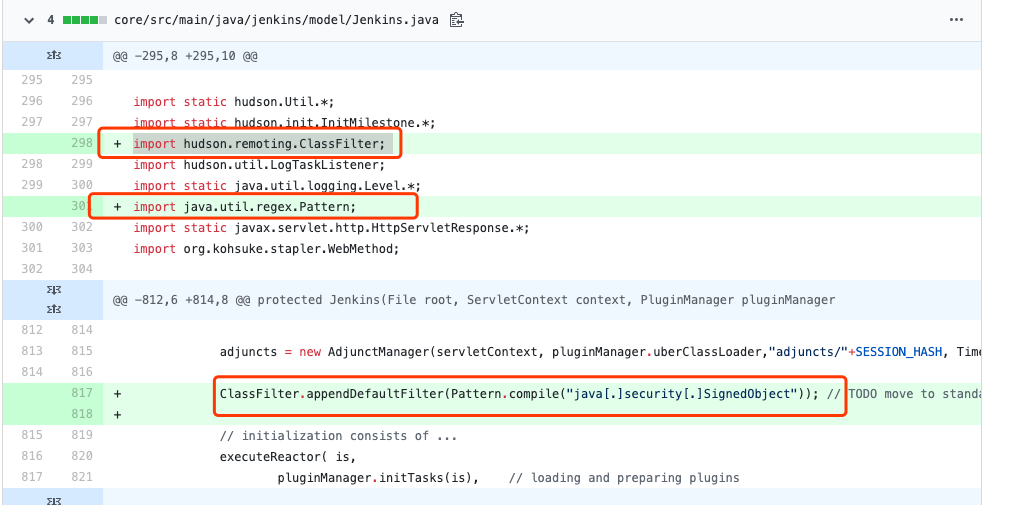 4 core/src/main/java/jenkins/model/Jenkins.java ...
@@ -295,8 +295,10 @@
295 295
296 296 import static hudson.Util.*;
297 297 import static hudson.init.InitMilestone.*;
298 + import hudson.remoting.ClassFilter;
298 299 import hudson.util.LogTaskListener;
299 300 import static java.util.logging.Level.*;
301 + import java.util.regex.Pattern;
300 302 import static javax.servlet.http.HttpServletResponse.*;
301 303 import org.kohsuke.stapler.WebMethod;
302 304
@@ -812,6 +814,8 @@ protected Jenkins(File root, ServletContext context, PluginManager pluginManager
812 814
813 815 adjuncts = new AdjunctManager(servletContext, pluginManager.uberClassLoader,"adjuncts/"+SESSION_HASH, Time
814 816
817 + ClassFilter.appendDefaultFilter(Pattern.compile("java[.]security[.]SignedObject")); // TODO move to standa
818 +
815 819 // initialization consists of ...
816 820 executeReactor( is,
817 821 pluginManager.initTasks(is), // loading and preparing plugins